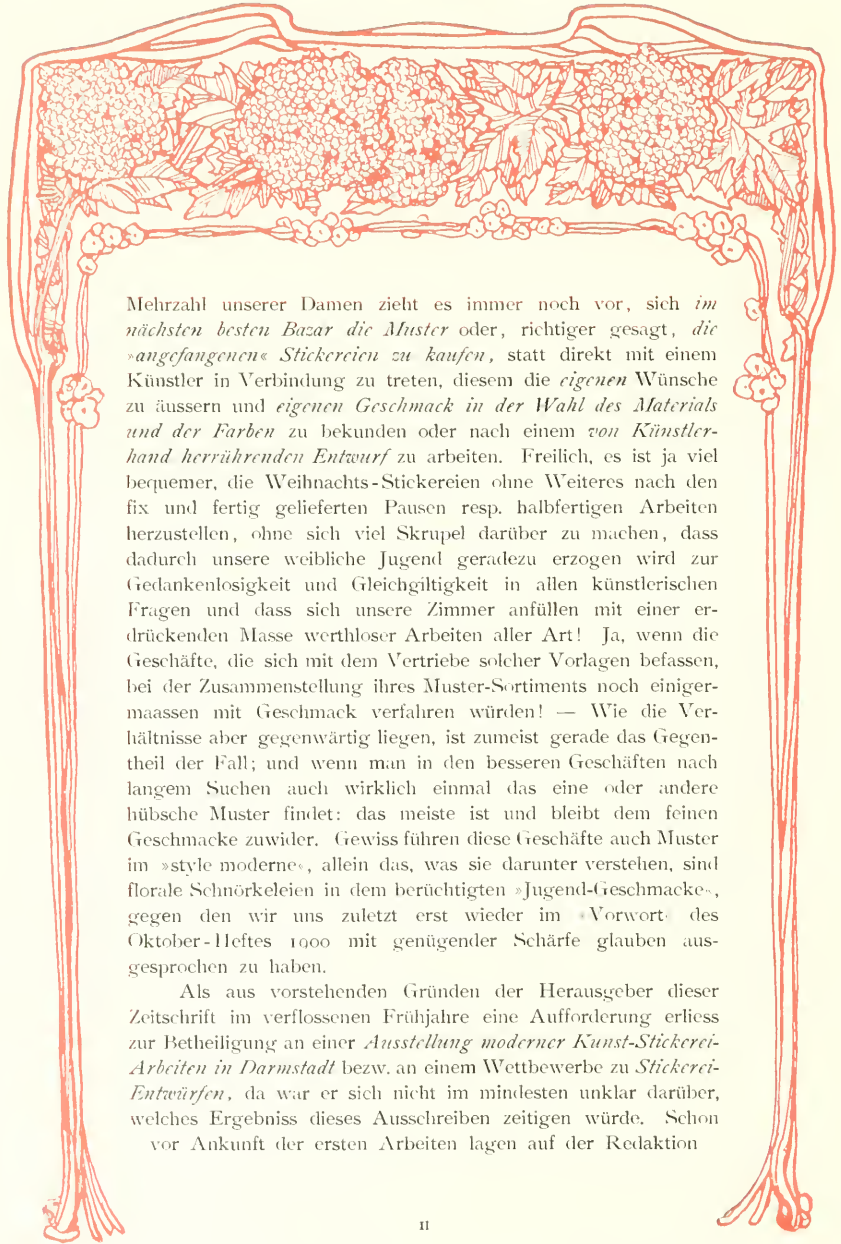 Mehrzahl unserer Damen zieht es immer noch vor, sich im
nächsten besten Bazar die Muster oder, richtiger gesagt, die
»angefangenen« Stickereien zu kaufen, statt direkt mit einem
Künstler in Verbindung zu treten, diesem die eigenen Wünsche
zu äussern und eigenen Geschmack in der Wahl des Materials
und der Farben zu bekunden oder nach einem von Künstler-
hand herrührenden Entwurf zu arbeiten. Freilich, es ist ja viel
bequemer, die Weihnachts-Stickereien ohne Weiteres nach den
fix und fertig gelieferten Pausen resp. halbfertigen Arbeiten
herzustellen, ohne sich viel Skrupel darüber zu machen, dass
dadurch unsere weibliche Jugend geradezu erzogen wird zur
Gedankenlosigkeit und Gleichgiltigkeit in allen künstlerischen
Fragen und dass sich unsere Zimmer anfüllen mit einer er-
drückenden Masse werthloser Arbeiten aller Art! Ja, wenn die
Geschäfte, die sich mit dem Vertriebe solcher Vorlagen befassen,
bei der Zusammenstellung ihres Muster-Sortiments noch einiger-
maassen mit Geschmack verfahren würden! — Wie die Ver-
hältnisse aber gegenwärtig liegen, ist zumeist gerade das Gegen-
theil der Fall; und wenn man in den besseren Geschäften nach
langem Suchen auch wirklich einmal das eine oder andere
hübsche Muster findet: das meiste ist und bleibt dem feinen
Geschmacke zuwider. Gewiss führen diese Geschäfte auch Muster
im »style moderne«, allein das, was sie darunter verstehen, sind
florale Schnörkeleien in dem berüchtigten »Jugend-Geschmacke«,
gegen den wir uns zuletzt erst wieder im »Vorwort« des
Oktober-Heftes 1900 mit genügender Schärfe glauben aus-
gesprochen zu haben.
Als aus vorstehenden Gründen der Herausgeber dieser
Zeitschrift im verflossenen Frühjahre eine Aufforderung erliess
zur Betheiligung an einer Ausstellung moderner Kunst-Stickerei-
Arbeiten in Darmstadt bezw. an einem Wettbewerbe zu Stickerei-
Entwürfen, da war er sich nicht im mindesten unklar darüber,
welches Ergebniss dieses Ausschreiben zeitigen würde. Schon
vor Ankunft der ersten Arbeiten lagen auf der Redaktion
II